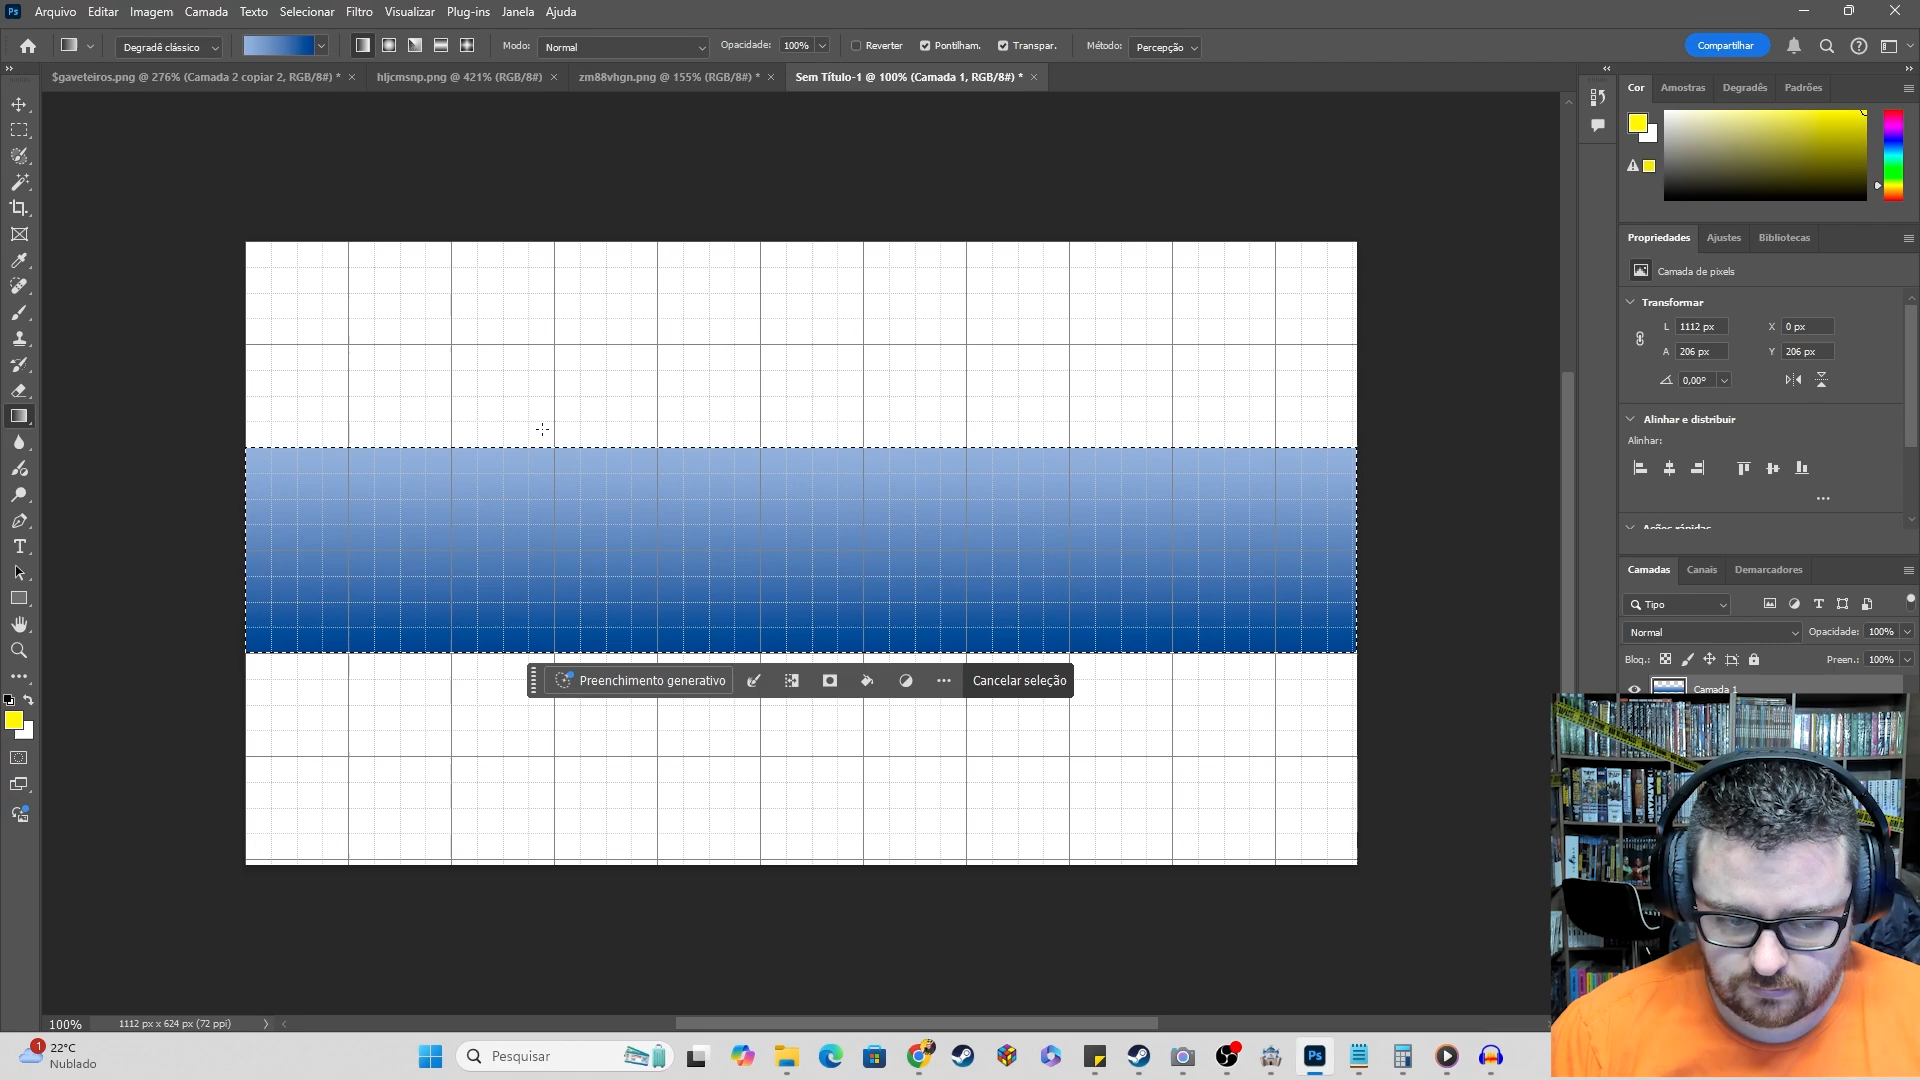 Ps Arquivo Editar Imagem Camada Texto Selecionar Filtro Visualizar Plug-ins Janela Ajuda
Degradê clássico Modo: Normal Opacidade: 100% Reverter Pontilham. Transpar. Método: Percepção Compartilhar
$gaveteiros.png @ 276% (Camada 2 copiar 2, RGB/8#) * hljcmsnp.png @ 421% (RGB/8#) zm88vhgn.png @ 155% (RGB/8#) * Sem Título-1 @ 100% (Camada 1, RGB/8#) *
Cor Amostras Degradês Padrões
Propriedades Ajustes Bibliotecas
Camada de pixels
Transformar
L 1112 px X 0 px
A 206 px Y 206 px
0,00°
Alinhar e distribuir
Alinhar:
Ações rápidas
Camadas Canais Demarcadores
Tipo
Normal Opacidade: 100%
Bloq.: Preen.: 100%
Camada 1
Preenchimento generativo Cancelar seleção
100% 1112 px x 624 px (72 ppi)
1 22°C
Nublado
Pesquisar
Ps